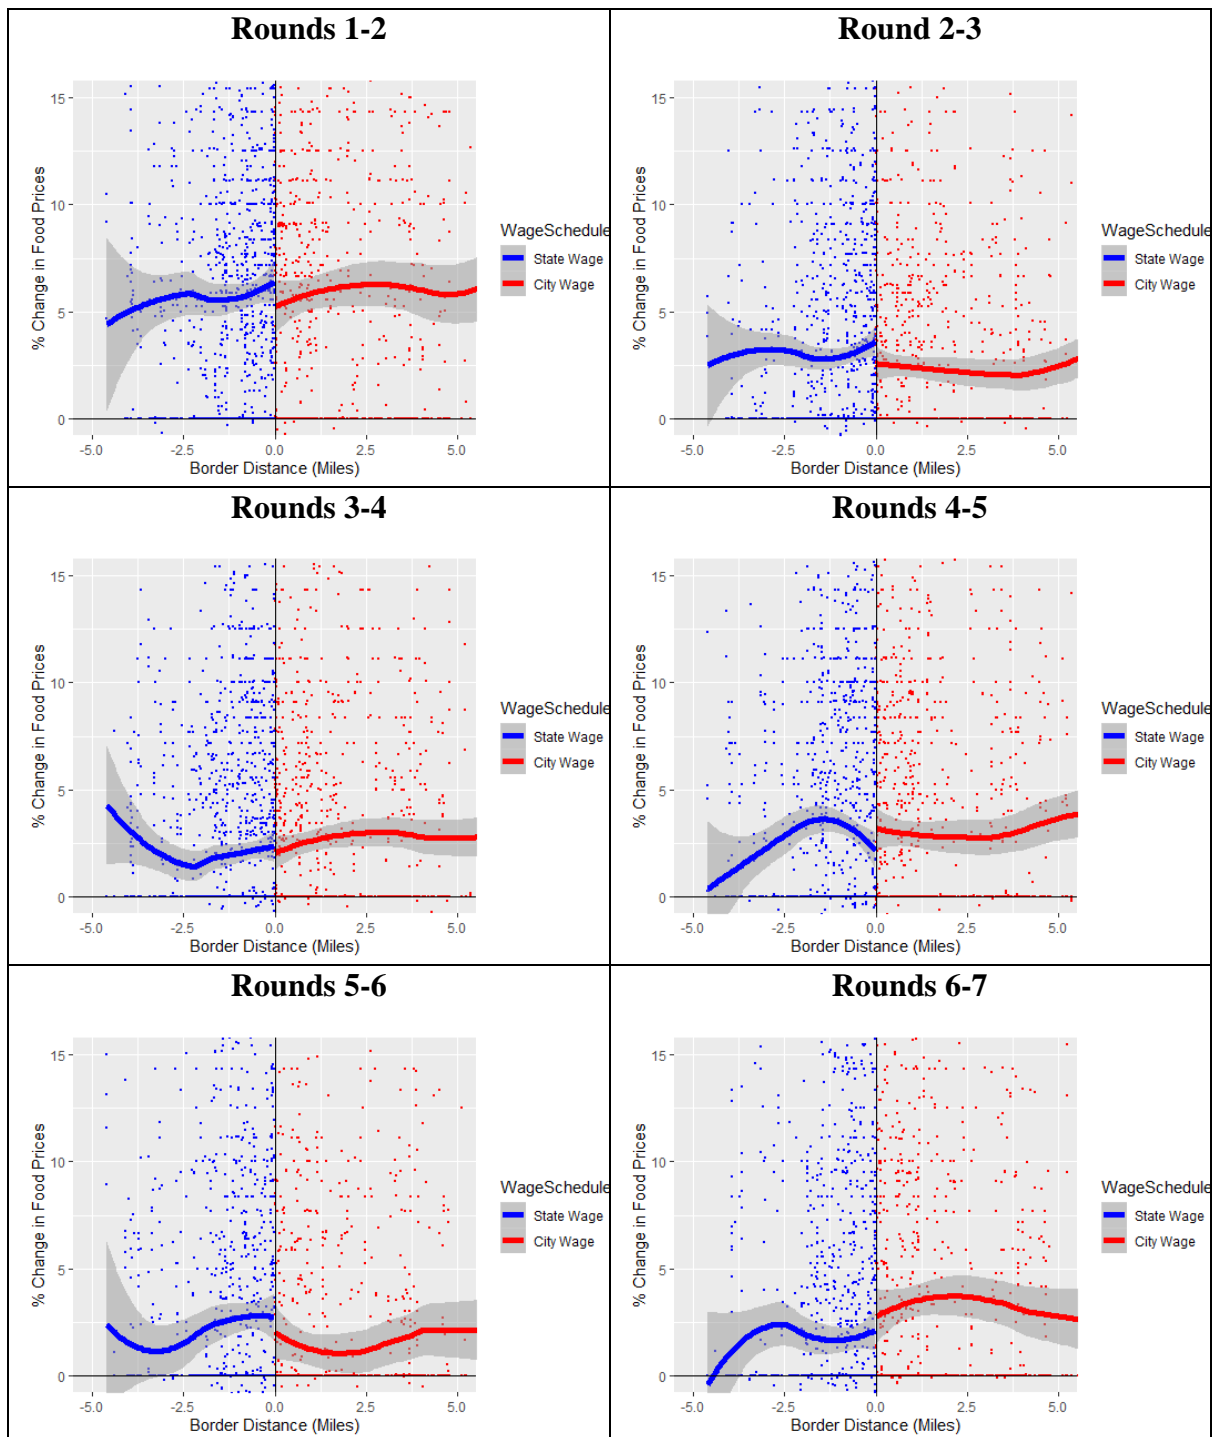 Rounds 1-2
15
10
5
0
% Change in Food Prices
-5.0 -2.5 0.0 2.5 5.0
Border Distance (Miles)
WageSchedule
State Wage
City Wage
Round 2-3
15
10
5
0
% Change in Food Prices
-5.0 -2.5 0.0 2.5 5.0
Border Distance (Miles)
WageSchedule
State Wage
City Wage
Rounds 3-4
15
10
5
0
% Change in Food Prices
-5.0 -2.5 0.0 2.5 5.0
Border Distance (Miles)
WageSchedule
State Wage
City Wage
Rounds 4-5
15
10
5
0
% Change in Food Prices
-5.0 -2.5 0.0 2.5 5.0
Border Distance (Miles)
WageSchedule
State Wage
City Wage
Rounds 5-6
15
10
5
0
% Change in Food Prices
-5.0 -2.5 0.0 2.5 5.0
Border Distance (Miles)
WageSchedule
State Wage
City Wage
Rounds 6-7
15
10
5
0
% Change in Food Prices
-5.0 -2.5 0.0 2.5 5.0
Border Distance (Miles)
WageSchedule
State Wage
City Wage